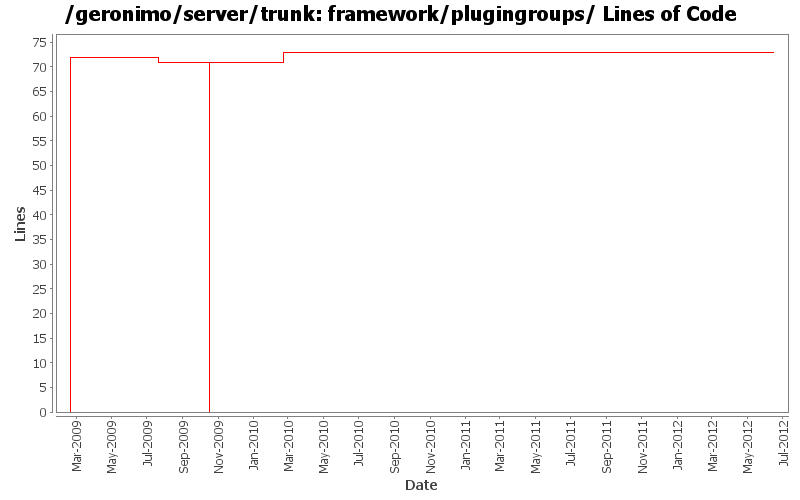 /geronimo/server/trunk: framework/plugingroups/ Lines of Code
75
70
65
60
55
50
45
40
35
30
25
20
15
10
5
0
Lines
Mar-2009
May-2009
Jul-2009
Sep-2009
Nov-2009
Jan-2010
Mar-2010
May-2010
Jul-2010
Sep-2010
Nov-2010
Jan-2011
Mar-2011
May-2011
Jul-2011
Sep-2011
Nov-2011
Jan-2012
Mar-2012
May-2012
Jul-2012
Date